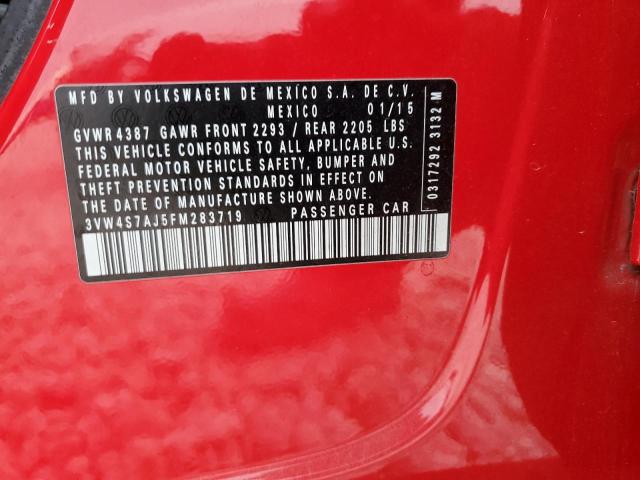 MFD BY VOLKSWAGEN DE MEXICO S.A. DE C.V.
MEXICO 01/15
GVWR 4387 GAWR FRONT 2293 / REAR 2205 LBS
THIS VEHICLE CONFORMS TO ALL APPLICABLE U.S.
FEDERAL MOTOR VEHICLE SAFETY, BUMPER AND
THEFT PREVENTION STANDARDS IN EFFECT ON
THE DATE OF MANUFACTURE SHOWN ABOVE.
3VW4S7AJ5FM283719 PASSENGER CAR
0317292 3132 M